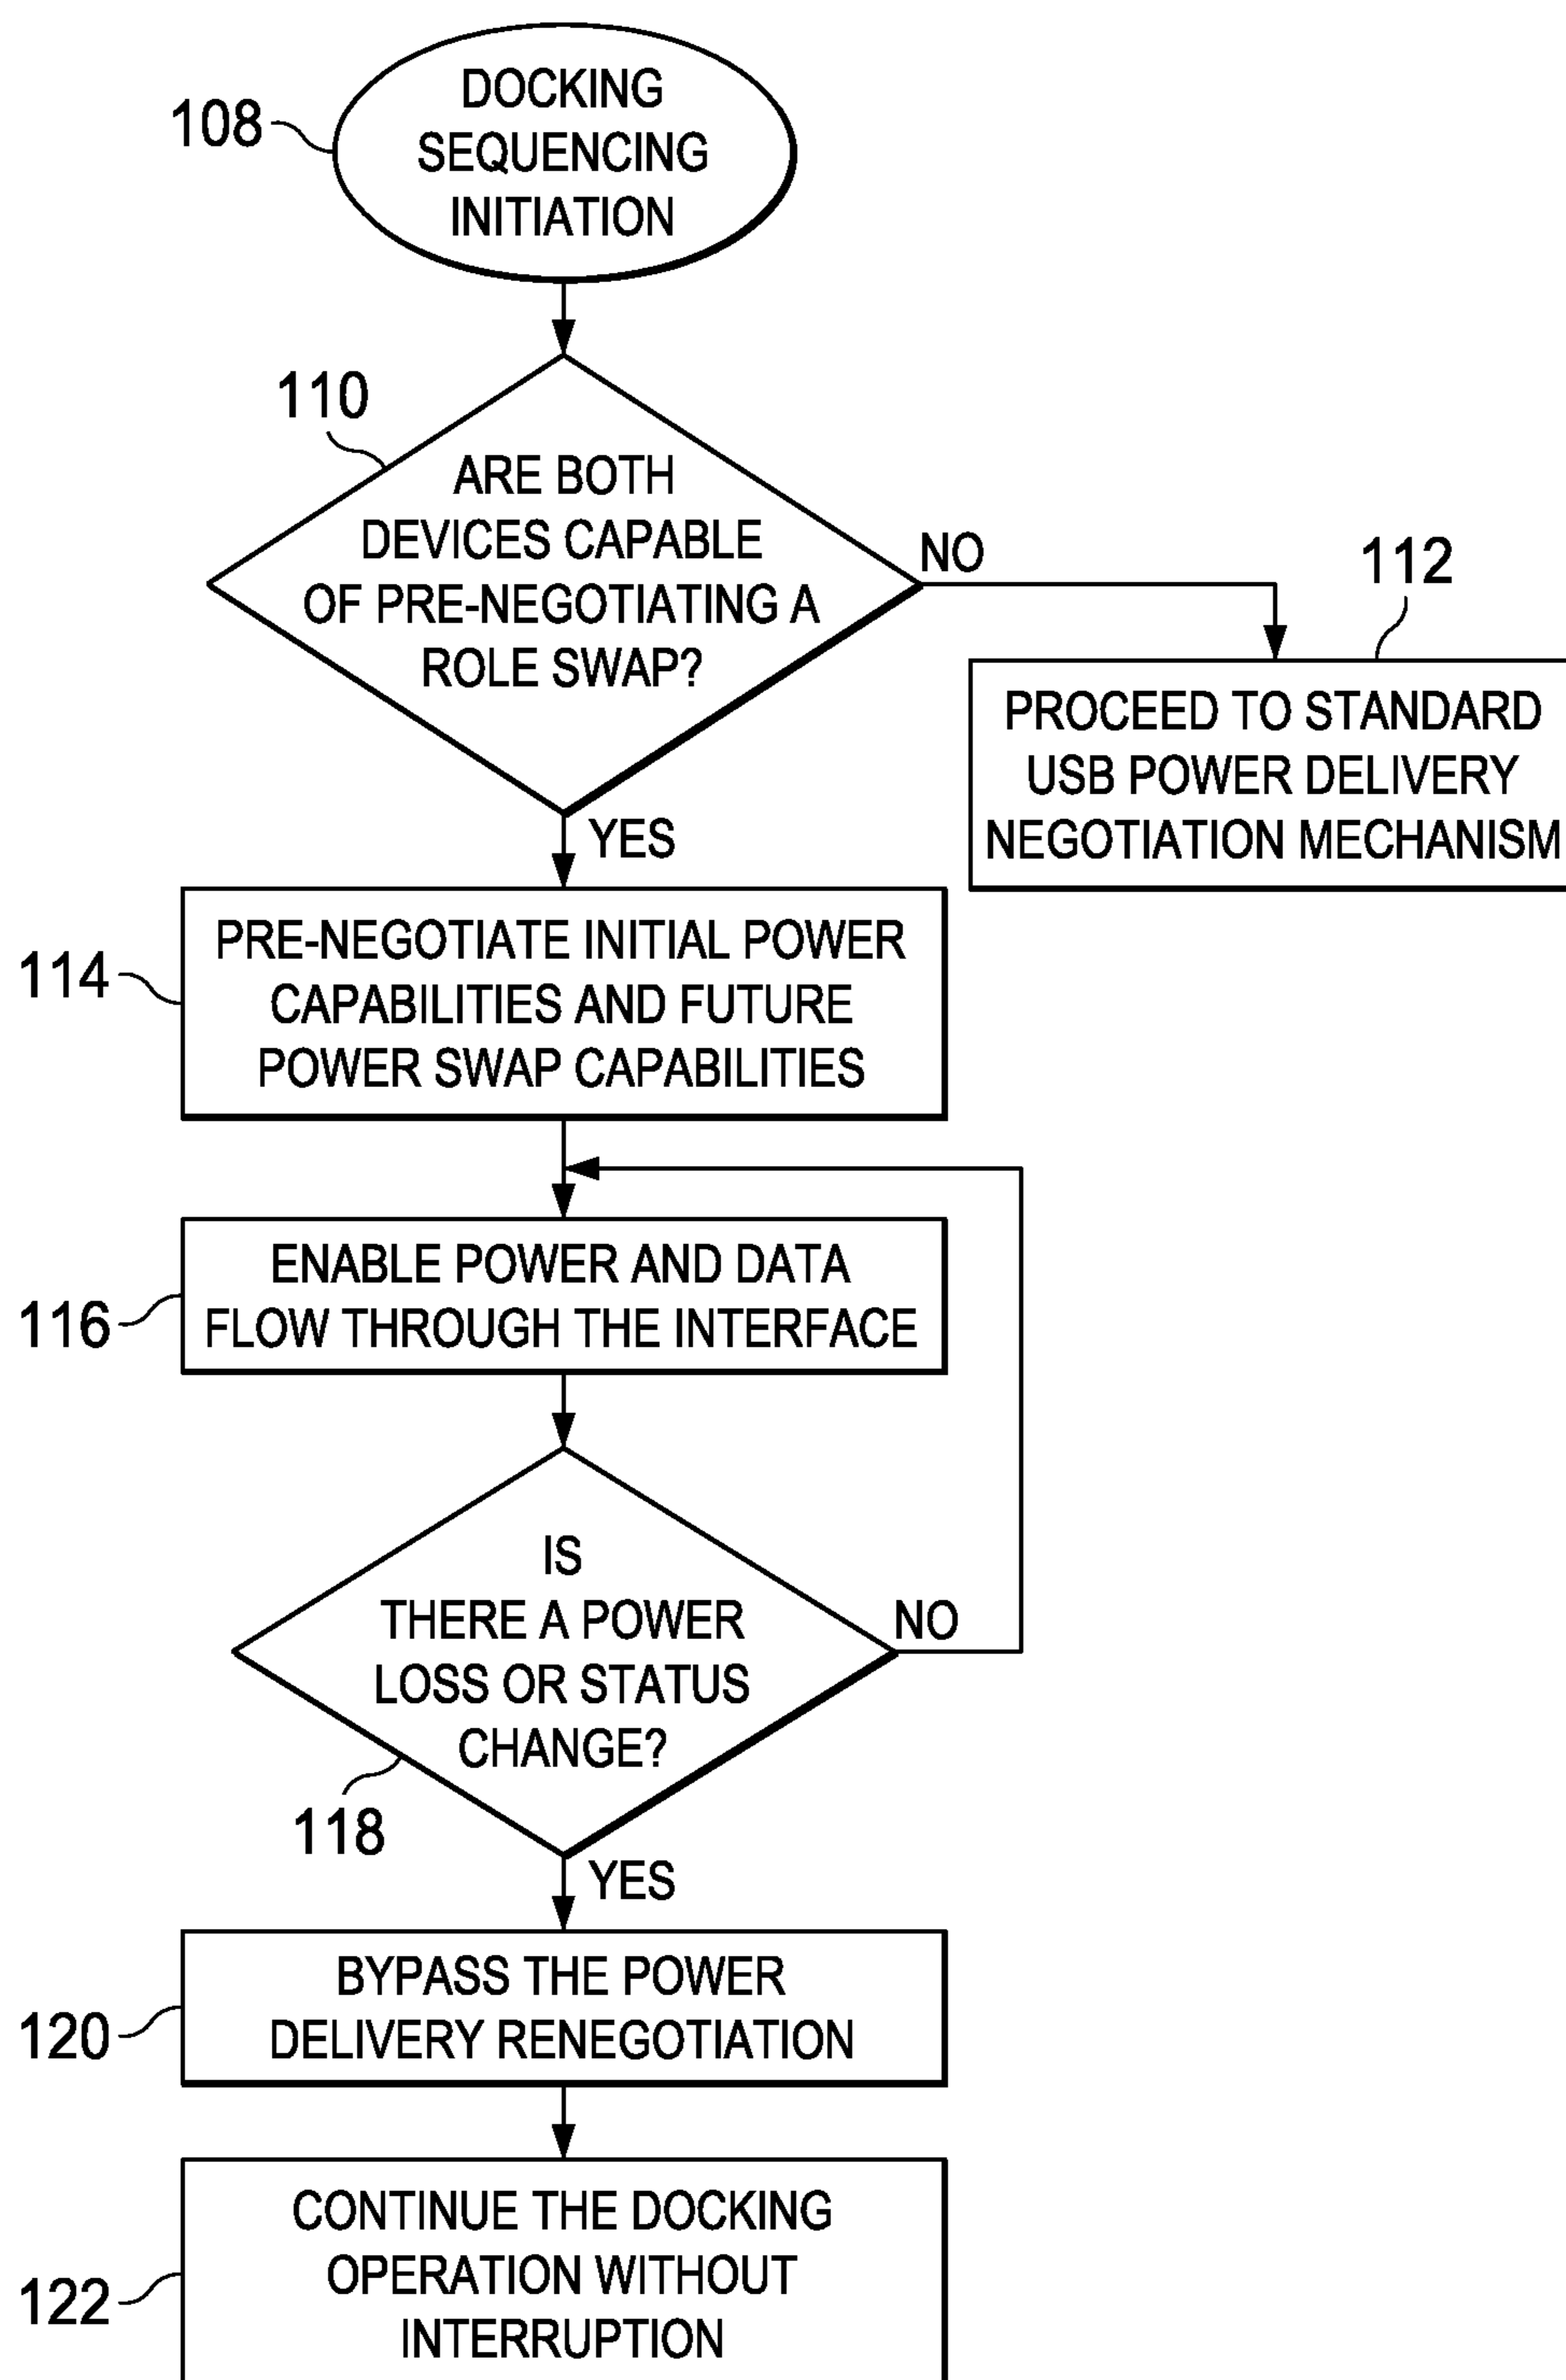 DOCKING
SEQUENCING
INITIATION
108
110
ARE BOTH
DEVICES CAPABLE
OF PRE-NEGOTIATING A
ROLE SWAP?
NO
112
PROCEED TO STANDARD
USB POWER DELIVERY
NEGOTIATION MECHANISM
YES
114
PRE-NEGOTIATE INITIAL POWER
CAPABILITIES AND FUTURE
POWER SWAP CAPABILITIES
116
ENABLE POWER AND DATA
FLOW THROUGH THE INTERFACE
IS
THERE A POWER
LOSS OR STATUS
CHANGE?
NO
118
YES
120
BYPASS THE POWER
DELIVERY RENEGOTIATION
122
CONTINUE THE DOCKING
OPERATION WITHOUT
INTERRUPTION